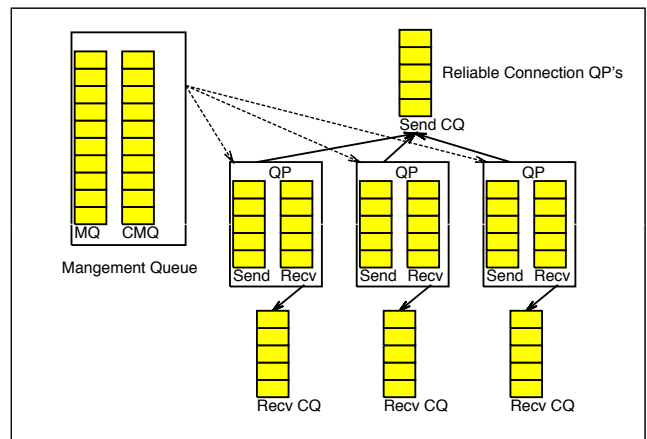 Reliable Connection QP's
Send CQ
MQ CMQ
Mangement Queue
QP QP QP
Send Recv Send Recv Send Recv
Recv CQ Recv CQ Recv CQ